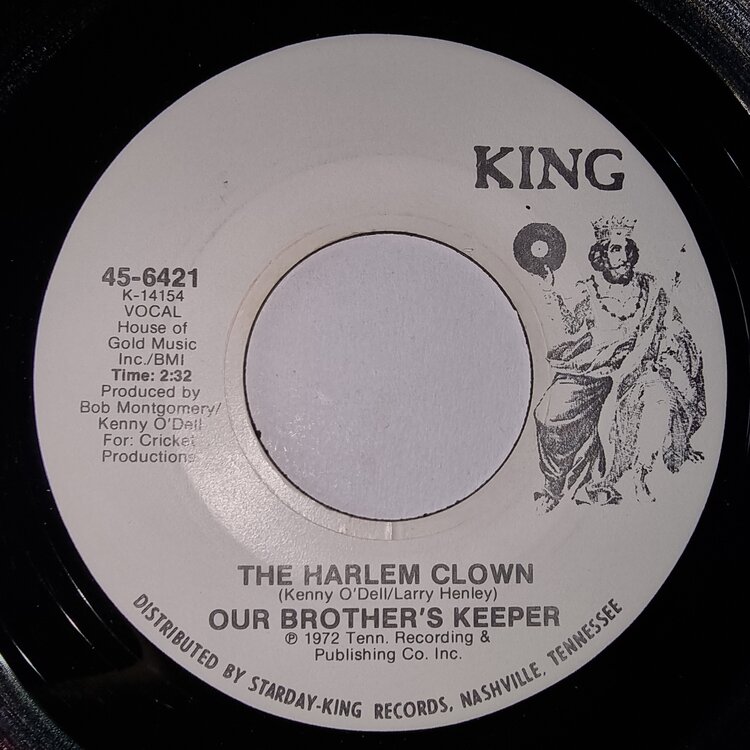 KING
45-6421
K-14154
VOCAL
House of
Gold Music
Inc./BMI
Time: 2:32
Produced by
Bob Montgomery/
Kenny O'Dell
For: Cricket
Productions
THE HARLEM CLOWN
(Kenny O'Dell/Larry Henley)
OUR BROTHER'S KEEPER
℗ 1972 Tenn. Recording &
Publishing Co. Inc.
DISTRIBUTED BY STARDAY-KING RECORDS, NASHVILLE, TENNESSEE